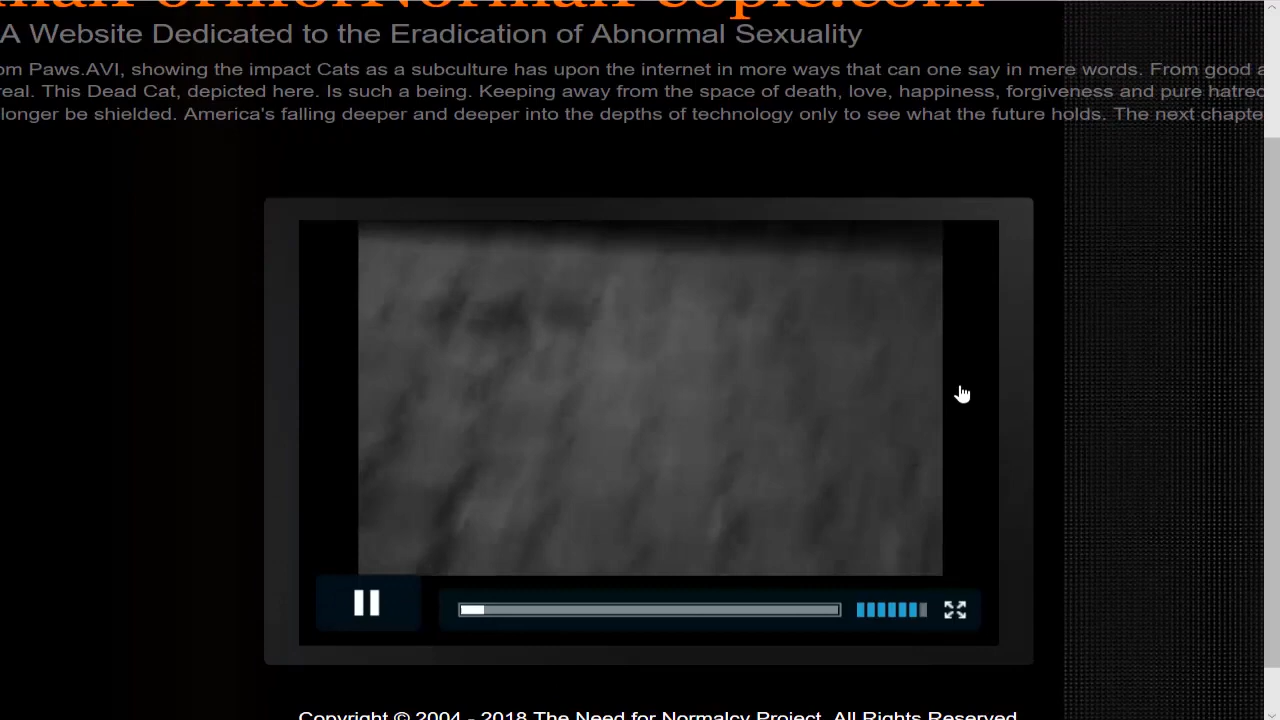 A Website Dedicated to the Eradication of Abnormal Sexuality
om Paws.AVI, showing the impact Cats as a subculture has upon the internet in more ways that can one say in mere words. From good a
real. This Dead Cat, depicted here. Is such a being. Keeping away from the space of death, love, happiness, forgiveness and pure hatred
longer be shielded. America's falling deeper and deeper into the depths of technology only to see what the future holds. The next chapte
Copyright © 2004 - 2018 The Need for Normalcy Project. All Rights Reserved